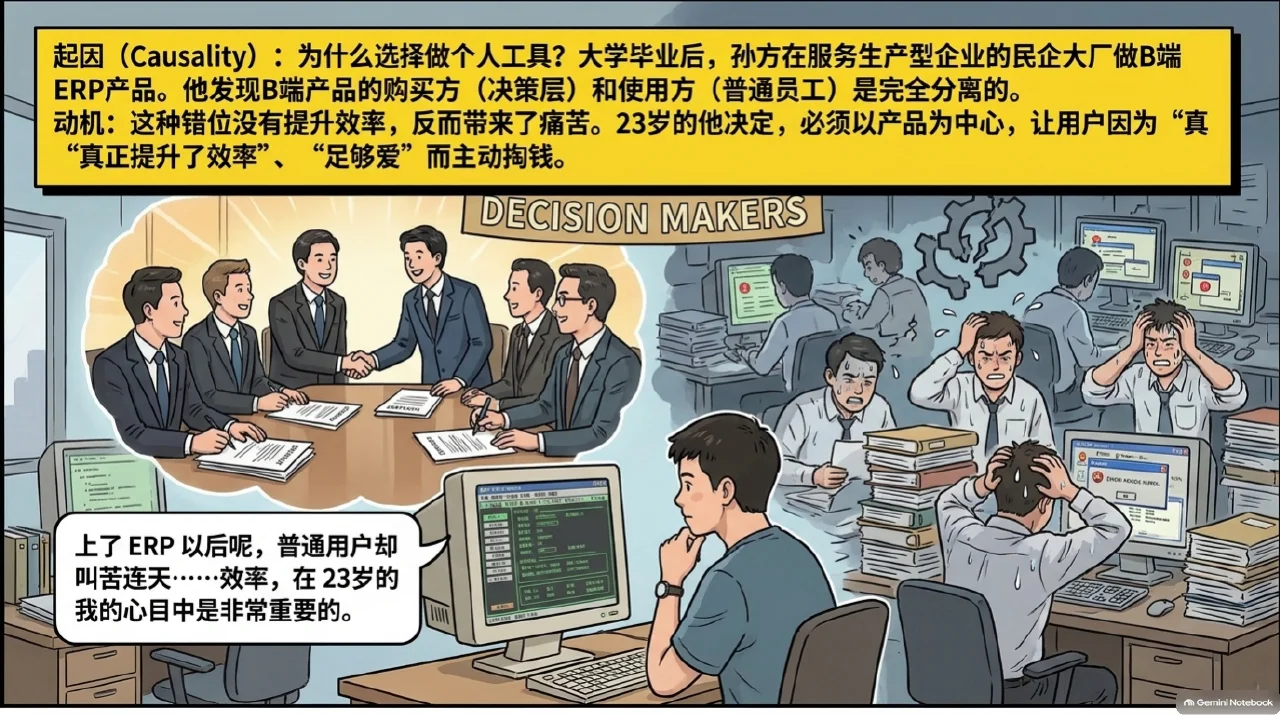 起因（Causality）：为什么选择做个人工具？大学毕业后，孙方在服务生产型企业的民企大厂做B端
ERP产品。他发现B端产品的购买方（决策层）和使用方（普通员工）是完全分离的。
动机：这种错位没有提升效率，反而带来了痛苦。23岁的他决定，必须以产品为中心，让用户因为“真
“真正提升了效率”、“足够爱”而主动掏钱。
DECISION MAKERS
上了 ERP 以后呢，普通用户却
叫苦连天……效率，在 23岁的
我的心目中是非常重要的。
Gemini Notebook